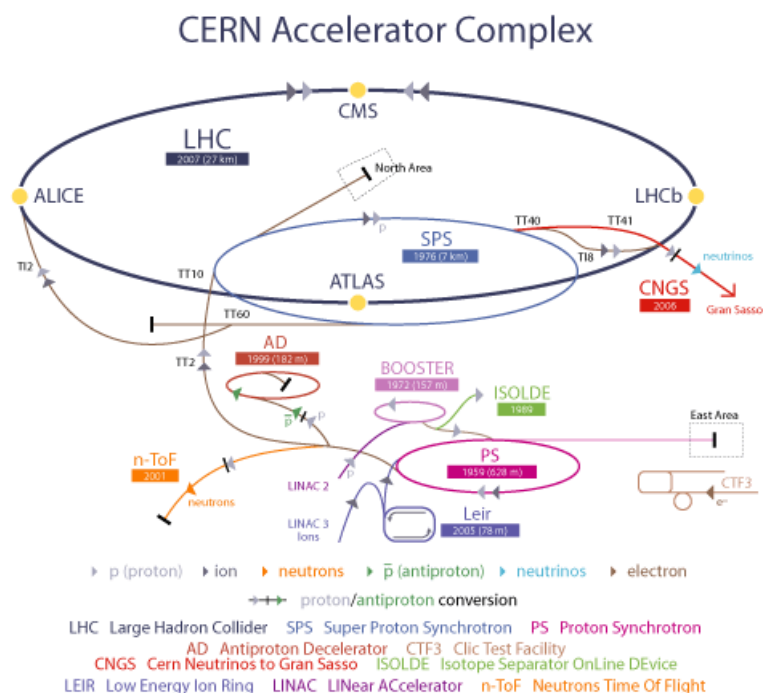 CERN Accelerator Complex
CMS
LHC
2007 (27 km)
North Area
ALICE
LHCb
TT40
TT41
p
SPS
1976 (7 km)
TI8
neutrinos
TI2
TT10
ATLAS
CNGS
2006
Gran Sasso
TT60
AD
1999 (182 m)
TT2
BOOSTER
1972 (157 m)
ISOLDE
1989
p
p
East Area
n-ToF
2001
PS
1959 (628 m)
p
LINAC 2
neutrons
CTF3
e-
LINAC 3
Ions
Leir
2005 (78 m)
p (proton) ion neutrons p (antiproton) neutrinos electron
proton/antiproton conversion
LHC Large Hadron Collider SPS Super Proton Synchrotron PS Proton Synchrotron
AD Antiproton Decelerator CTF3 Clic Test Facility
CNGS Cern Neutrinos to Gran Sasso ISOLDE Isotope Separator OnLine DEvice
LEIR Low Energy Ion Ring LINAC LINear ACcelerator n-ToF Neutrons Time Of Flight